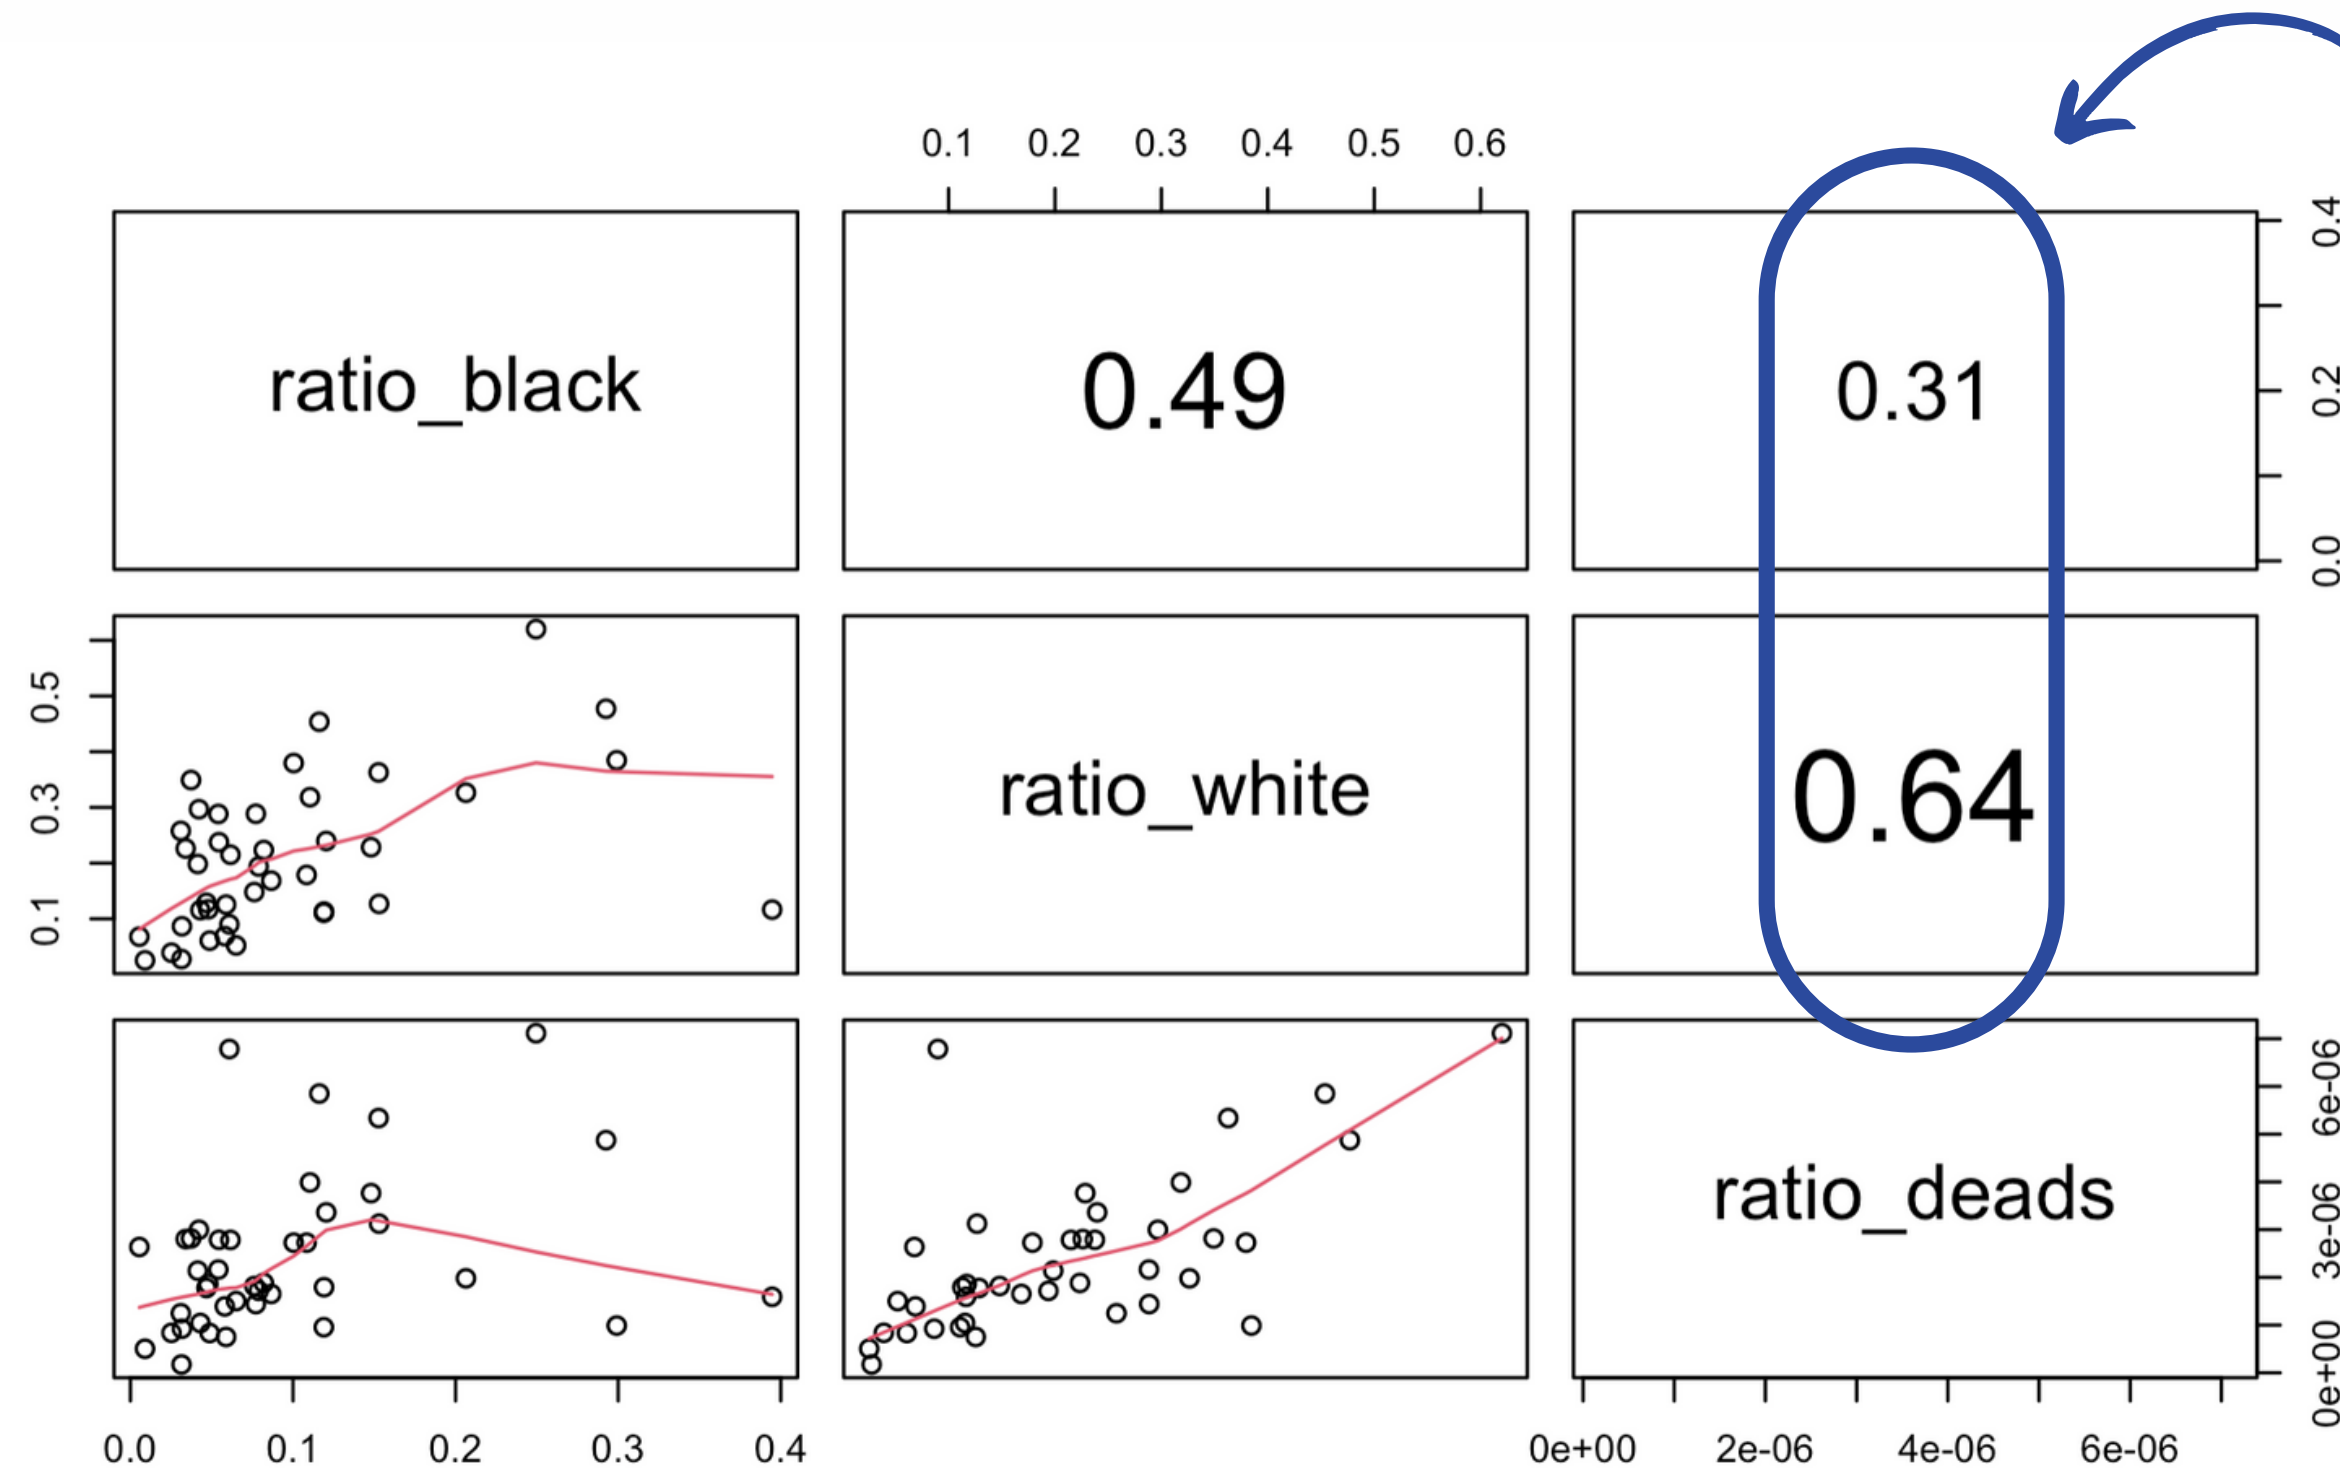 0.1 0.2 0.3 0.4 0.5 0.6
ratio_black 0.49 0.31
0.4
0.2
0.0
0.5
0.3
0.1
ratio_white 0.64
ratio_deads
6e-06
3e-06
0e+00
0.0 0.1 0.2 0.3 0.4
0e+00 2e-06 4e-06 6e-06